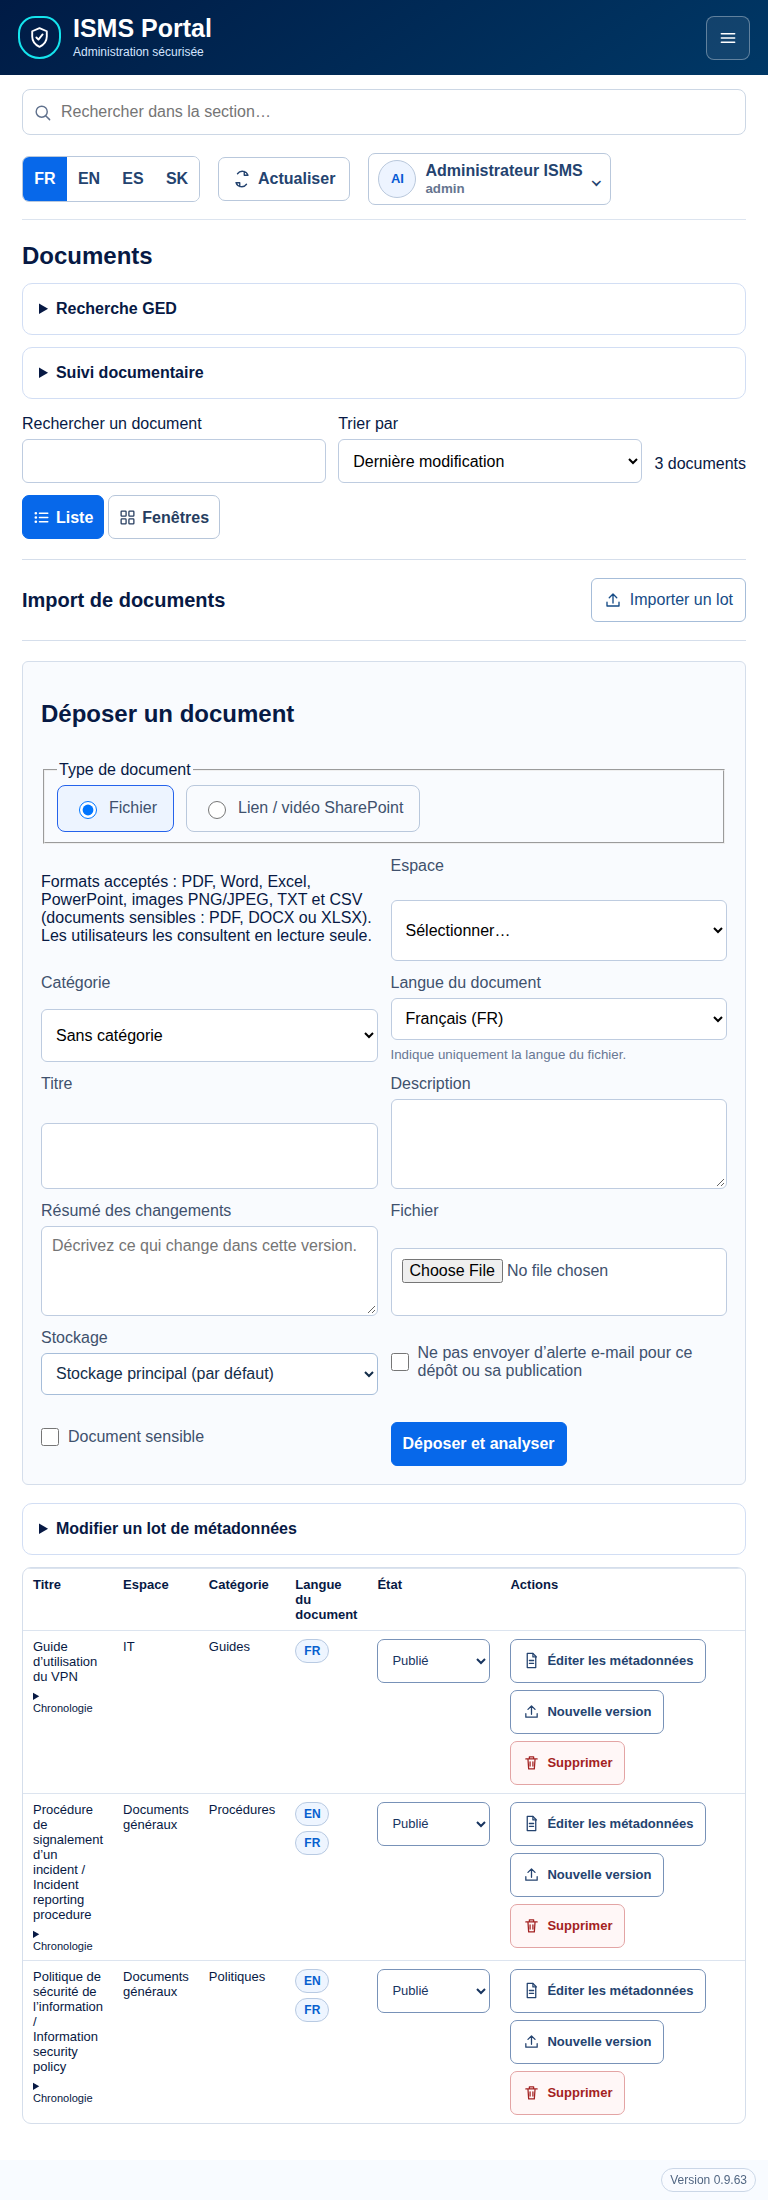 ISMS Portal
Administration sécurisée
Rechercher dans la section…
FR EN ES SK
Actualiser
AI
Administrateur ISMS
admin
Documents
Recherche GED
Suivi documentaire
Rechercher un document
Trier par
Dernière modification
3 documents
Liste
Fenêtres
Import de documents
Importer un lot
Déposer un document
Type de document
Fichier
Lien / vidéo SharePoint
Formats acceptés : PDF, Word, Excel,
PowerPoint, images PNG/JPEG, TXT et CSV
(documents sensibles : PDF, DOCX ou XLSX).
Les utilisateurs les consultent en lecture seule.
Espace
Sélectionner…
Catégorie
Sans catégorie
Langue du document
Français (FR)
Indique uniquement la langue du fichier.
Titre
Description
Résumé des changements
Décrivez ce qui change dans cette version.
Fichier
Choose File No file chosen
Stockage
Stockage principal (par défaut)
Ne pas envoyer d’alerte e-mail pour ce
dépôt ou sa publication
Document sensible
Déposer et analyser
Modifier un lot de métadonnées
Titre
Espace
Catégorie
Langue
du
document
État
Actions
Guide
d’utilisation
du VPN
Chronologie
IT
Guides
FR
Publié
Éditer les métadonnées
Nouvelle version
Supprimer
Procédure
de
signalement
d’un
incident /
Incident
reporting
procedure
Chronologie
Documents
généraux
Procédures
EN
FR
Publié
Éditer les métadonnées
Nouvelle version
Supprimer
Politique de
sécurité de
l’information
/
Information
security
policy
Chronologie
Documents
généraux
Politiques
EN
FR
Publié
Éditer les métadonnées
Nouvelle version
Supprimer
Version 0.9.63